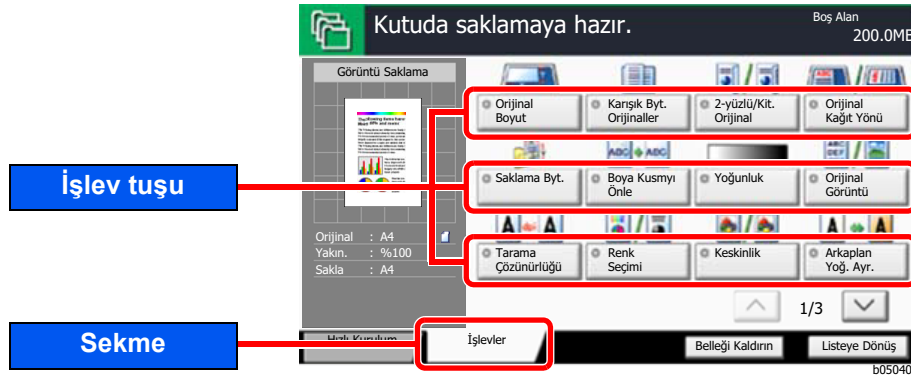 Kutuda saklamaya hazır.
Boş Alan
200.0MB
Görüntü Saklama
Orijinal : A4
Yakın. : %100
Sakla : A4
Orijinal
Boyut
Karışık Byt.
Orijinaller
2-yüzlü/Kit.
Orijinal
Orijinal
Kağıt Yönü
ABC ABC
Saklama Byt.
Boya Kusmyı
Önle
Yoğunluk
Orijinal
Görüntü
A A
A A
Tarama
Çözünürlüğü
Renk
Seçimi
Keskinlik
Arkaplan
Yoğ. Ayr.
1/3
İşlev tuşu
Sekme
Hızlı Kurulum
İşlevler
Belleği Kaldırın
Listeye Dönüş
b05040